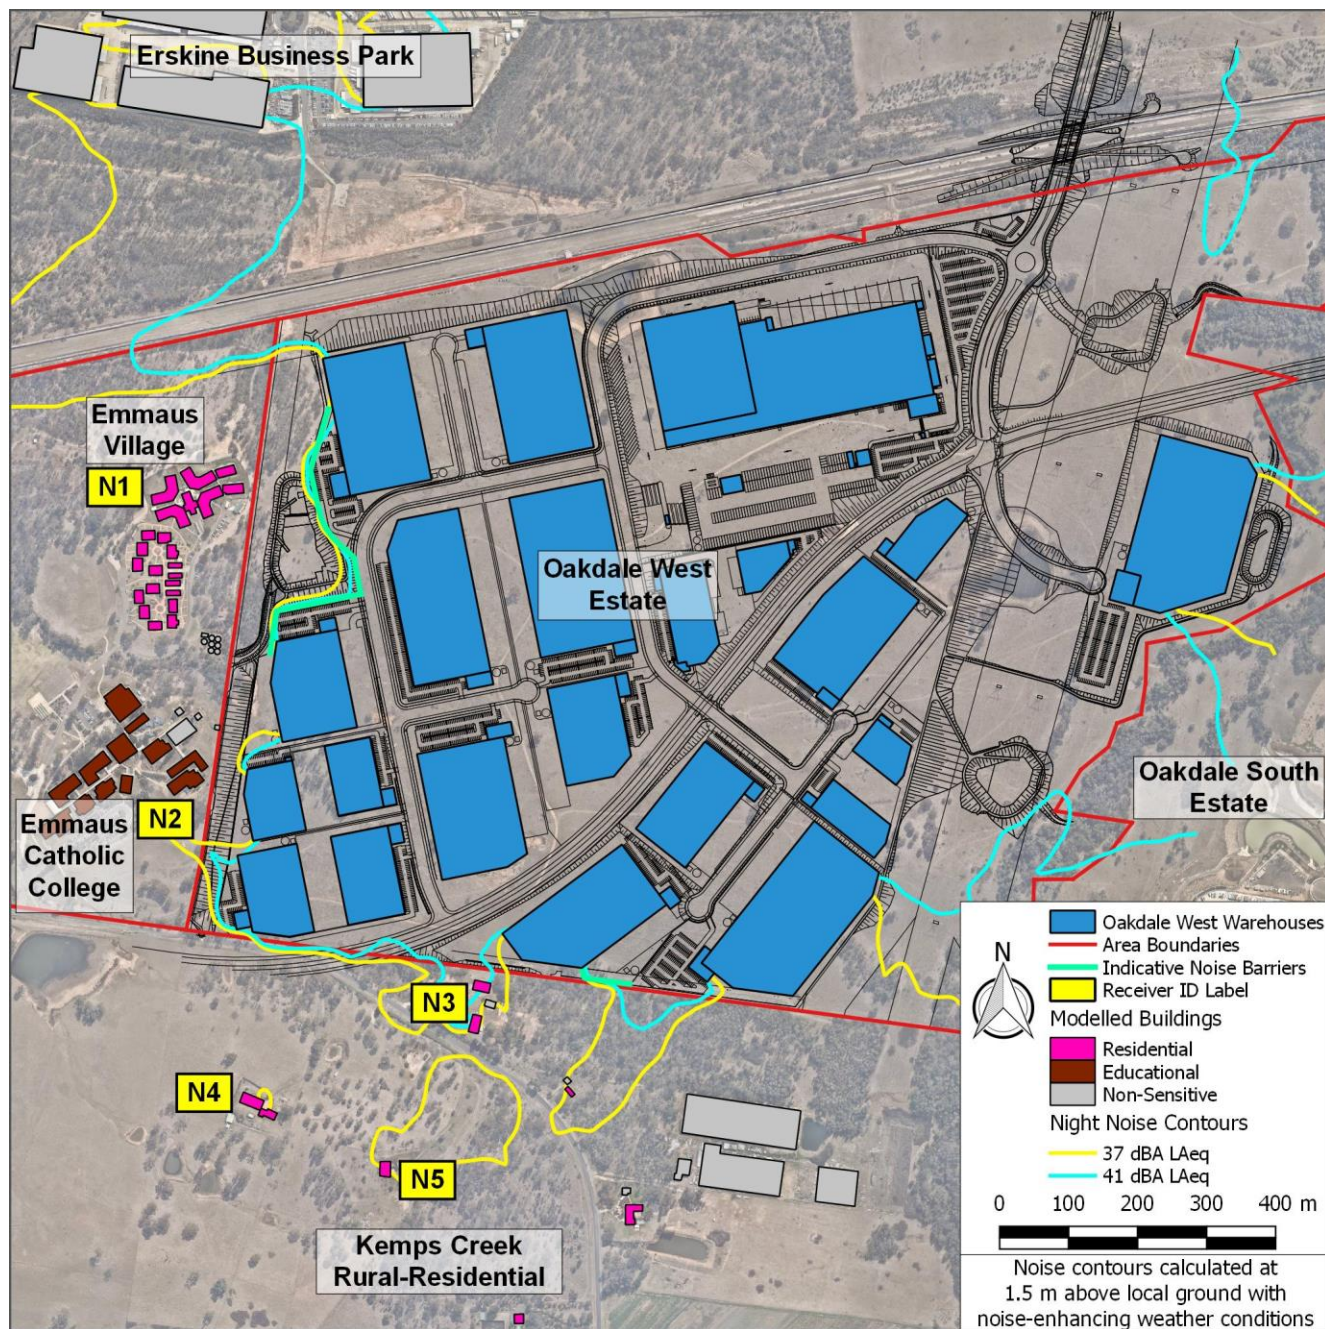 Erskine Business Park
Emmaus
Village
N1
Oakdale West
Estate
Oakdale South
Estate
N2
Emmaus
Catholic
College
N3
N4
N5
Kemps Creek
Rural-Residential
N
Oakdale West Warehouses
Area Boundaries
Indicative Noise Barriers
Receiver ID Label
Modelled Buildings
Residential
Educational
Non-Sensitive
Night Noise Contours
37 dBA LAeq
41 dBA LAeq
0 100 200 300 400 m
Noise contours calculated at
1.5 m above local ground with
noise-enhancing weather conditions